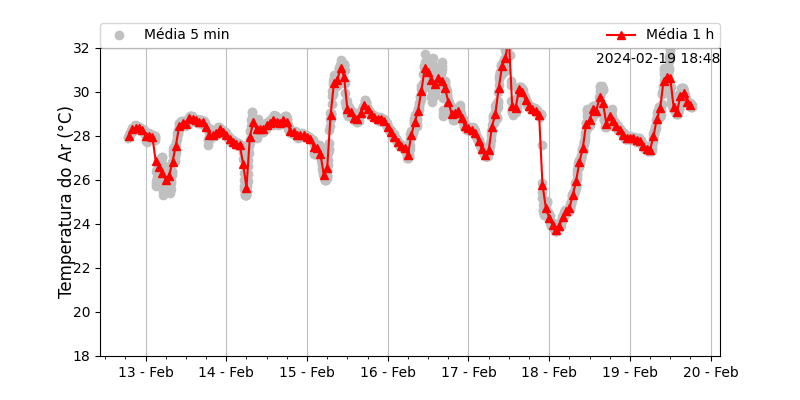 Média 5 min
Média 1 h
2024-02-19 18:48
Temperatura do Ar (°C)
32
30
28
26
24
22
20
18
13 - Feb
14 - Feb
15 - Feb
16 - Feb
17 - Feb
18 - Feb
19 - Feb
20 - Feb